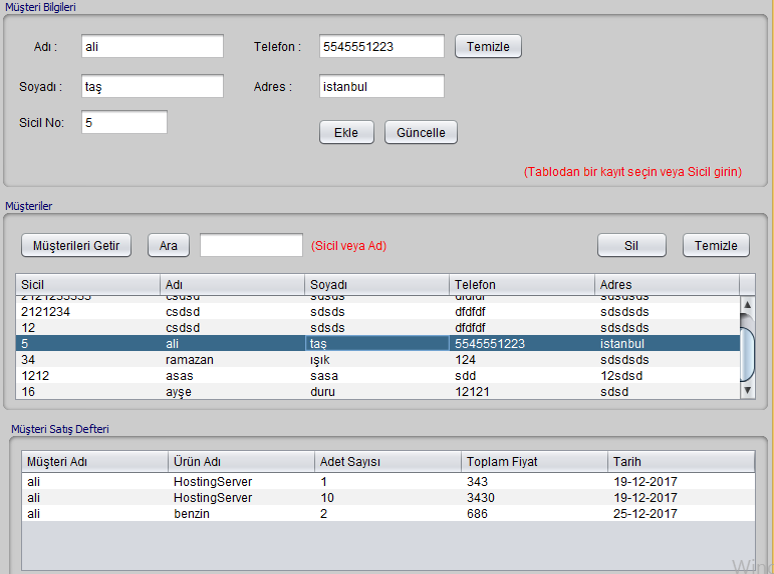 Müşteri Bilgileri
Adı : ali Telefon : 5545551223 Temizle
Soyadı : taş Adres : istanbul
Sicil No: 5
Ekle Güncelle
(Tablodan bir kayıt seçin veya Sicil girin)
Müşteriler
Müşterileri Getir Ara (Sicil veya Ad) Sil Temizle
Sicil Adı Soyadı Telefon Adres
csdsd sdsds dfdfdf sdsdsds
2121234 csdsd sdsds dfdfdf sdsdsds
12 csdsd sdsds dfdfdf sdsdsds
5 ali taş 5545551223 istanbul
34 ramazan ışık 124 sdsdsds
1212 asas sasa sdd 12sdsd
16 ayşe duru 12121 sdsd
Müşteri Satış Defteri
Müşteri Adı Ürün Adı Adet Sayısı Toplam Fiyat Tarih
ali HostingServer 1 343 19-12-2017
ali HostingServer 10 3430 19-12-2017
ali benzin 2 686 25-12-2017